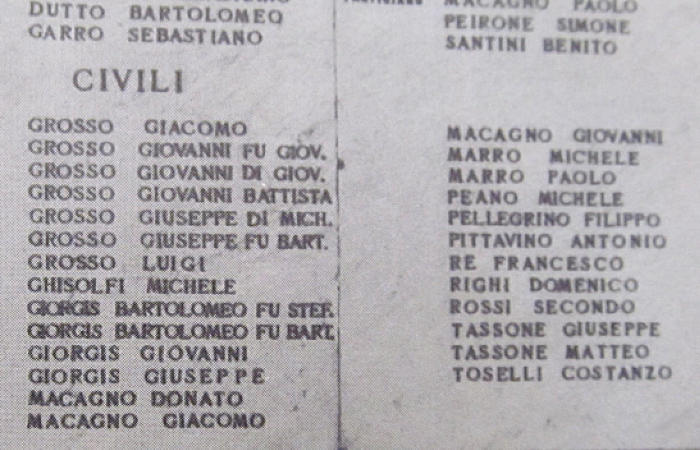 DUTTO BARTOLOMEO
GARRO SEBASTIANO
MACAGNO PAOLO
PEIRONE SIMONE
SANTINI BENITO
CIVILI
GROSSO GIACOMO
GROSSO GIOVANNI FU GIOV.
GROSSO GIOVANNI DI GIOV.
GROSSO GIOVANNI BATTISTA
GROSSO GIUSEPPE DI MICH.
GROSSO GIUSEPPE FU BART.
GROSSO LUIGI
GHISOLFI MICHELE
GIORGIS BARTOLOMEO FU STEF.
GIORGIS BARTOLOMEO FU BART.
GIORGIS GIOVANNI
GIORGIS GIUSEPPE
MACAGNO DONATO
MACAGNO GIACOMO
MACAGNO GIOVANNI
MARRO MICHELE
MARRO PAOLO
PEANO MICHELE
PELLEGRINO FILIPPO
PITTAVINO ANTONIO
RE FRANCESCO
RIGHI DOMENICO
ROSSI SECONDO
TASSONE GIUSEPPE
TASSONE MATTEO
TOSELLI COSTANZO